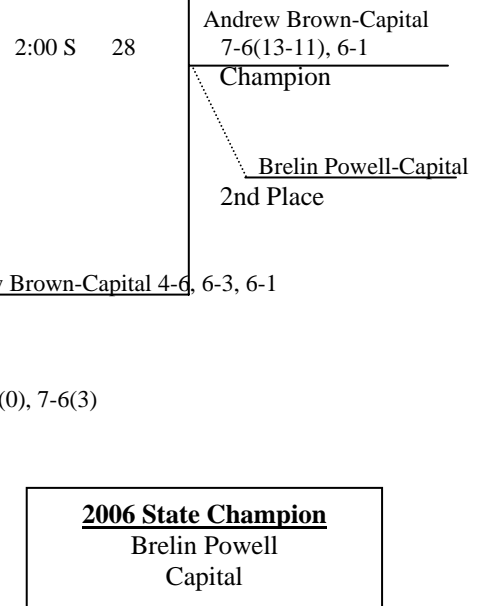 Andrew Brown-Capital
2:00 S 28 7-6(13-11), 6-1
Champion
Brelin Powell-Capital
2nd Place
Brown-Capital 4-6, 6-3, 6-1
(0), 7-6(3)
2006 State Champion
Brelin Powell
Capital